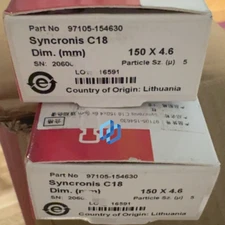 Part No 97105-154630
Syncronis C18
Dim. (mm) 150 X 4.6
Particle Sz. (µ) 5
SN:
16591
Country of Origin: Lithuania
Part No 97105-154630
Syncronis C18
Dim. (mm) 150 X 4.6
SN: Particle Sz. (µ) 5
16591
Country of Origin: Lithuania